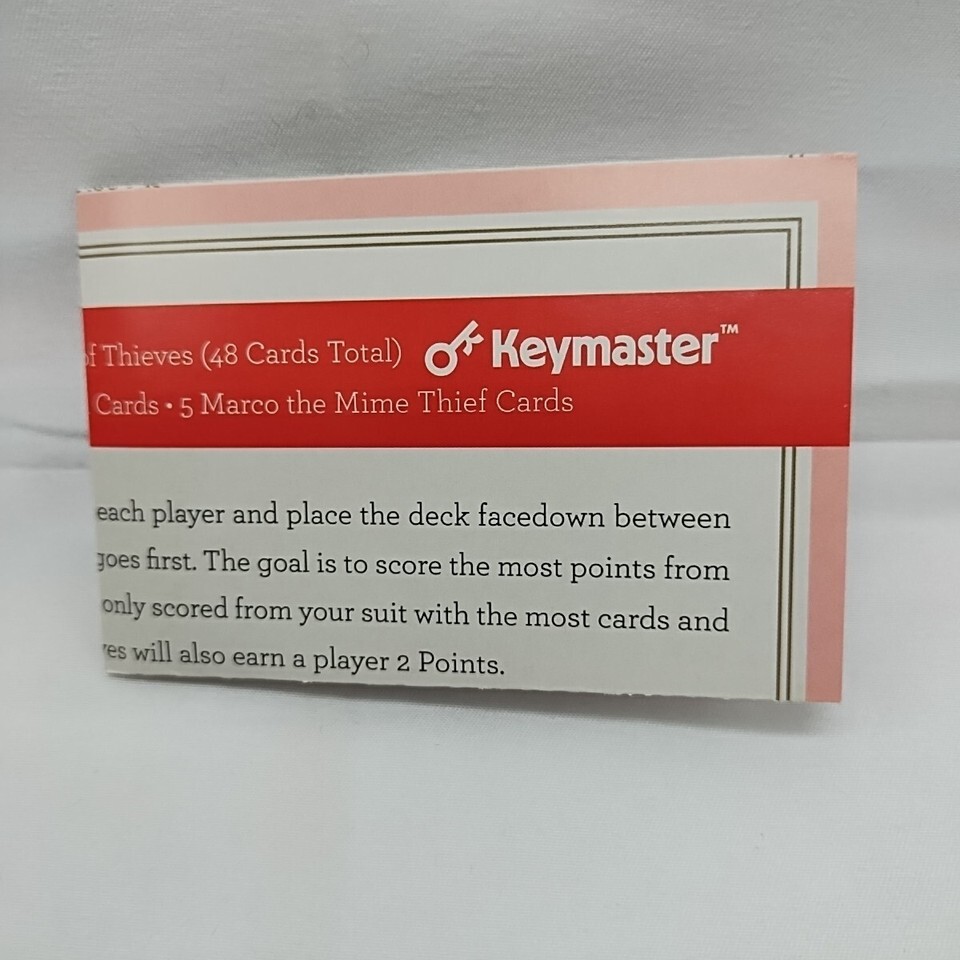 Thieves (48 Cards Total)
Keymaster™
Cards • 5 Marco the Mime Thief Cards
each player and place the deck facedown between
goes first. The goal is to score the most points from
only scored from your suit with the most cards and
will also earn a player 2 Points.